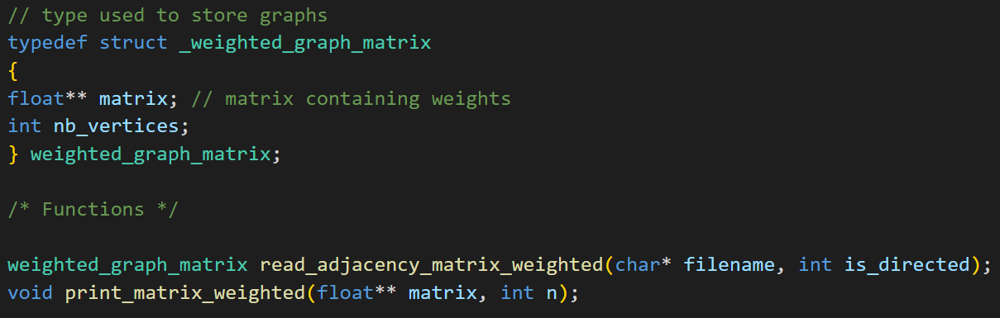 // type used to store graphs
typedef struct _weighted_graph_matrix
{
float** matrix; // matrix containing weights
int nb_vertices;
} weighted_graph_matrix;
/* Functions */
weighted_graph_matrix read_adjacency_matrix_weighted(char* filename, int is_directed);
void print_matrix_weighted(float** matrix, int n);